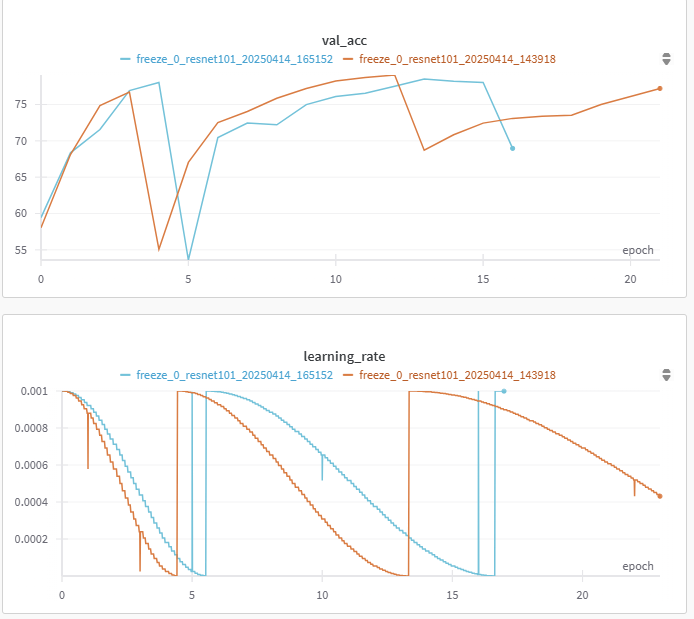 val_acc
freeze_0_resnet101_20250414_165152 freeze_0_resnet101_20250414_143918
75
70
65
60
55
epoch
0 5 10 15 20
learning_rate
freeze_0_resnet101_20250414_165152 freeze_0_resnet101_20250414_143918
0.001
0.0008
0.0006
0.0004
0.0002
epoch
0 5 10 15 20